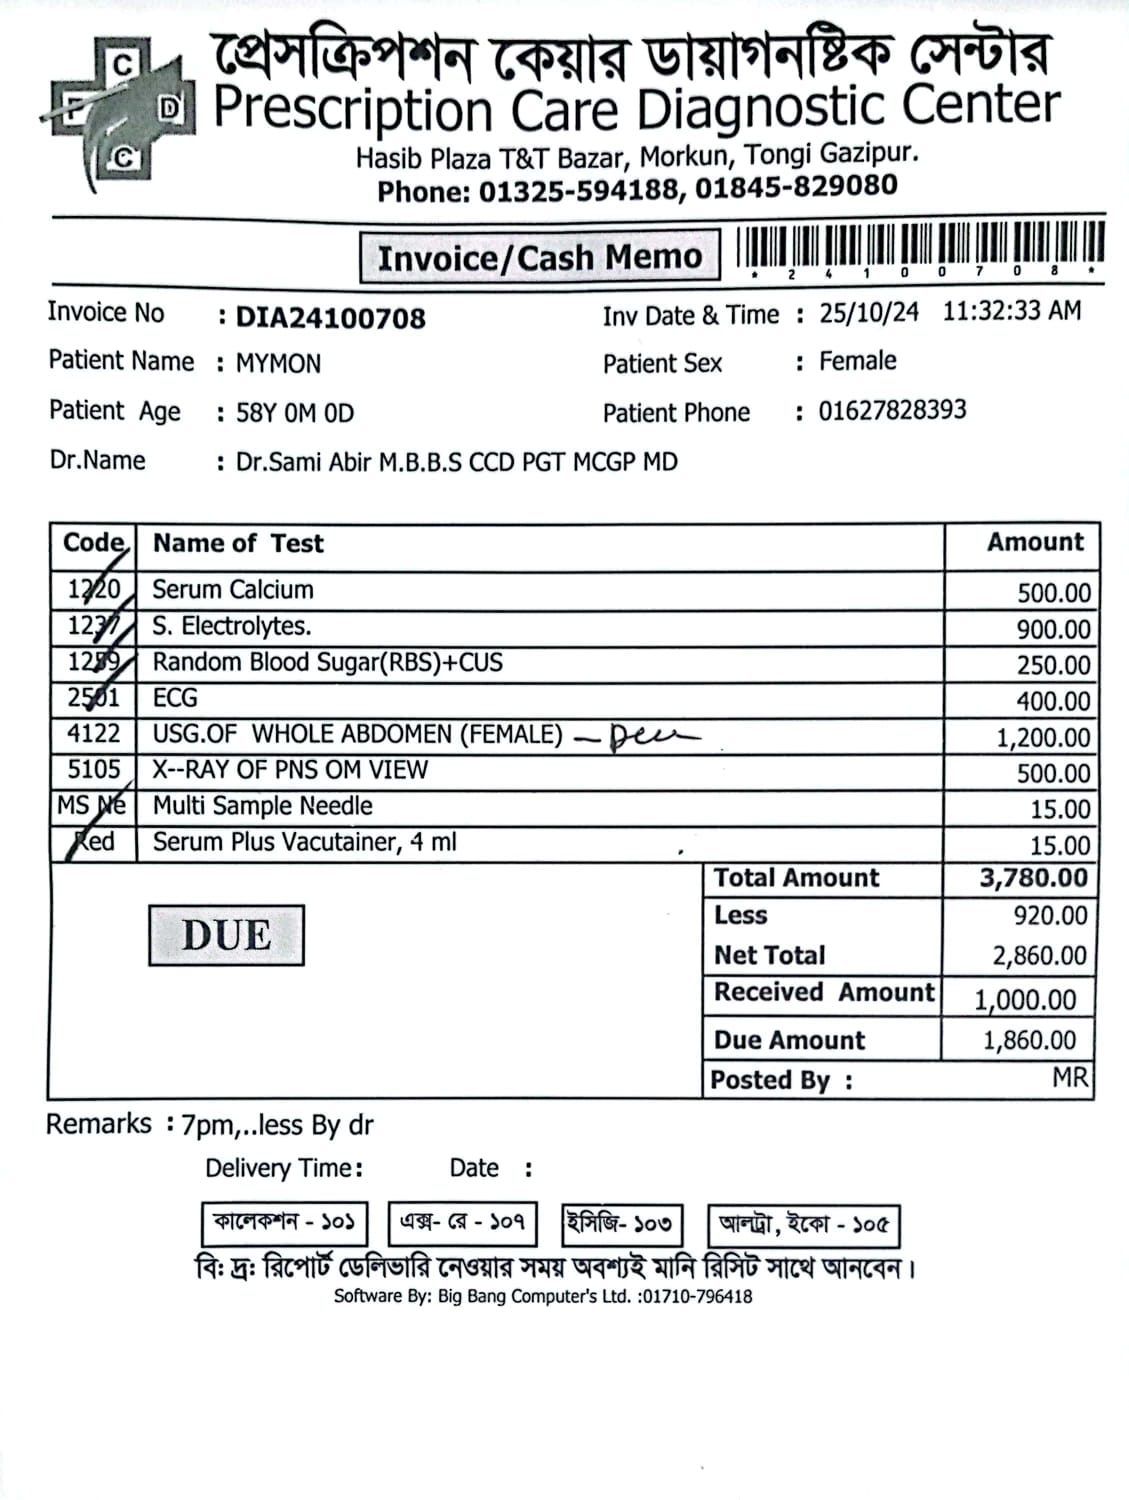 C
P D
C
প্রেসক্রিপশন কেয়ার ডায়াগনষ্টিক সেন্টার
Prescription Care Diagnostic Center
Hasib Plaza T&T Bazar, Morkun, Tongi Gazipur.
Phone: 01325-594188, 01845-829080
Invoice/Cash Memo
* 2 4 1 0 0 7 0 8 *
Invoice No : DIA24100708 Inv Date & Time : 25/10/24 11:32:33 AM
Patient Name : MYMON Patient Sex : Female
Patient Age : 58Y 0M 0D Patient Phone : 01627828393
Dr.Name : Dr.Sami Abir M.B.B.S CCD PGT MCGP MD
Code Name of Test Amount
1220 Serum Calcium 500.00
1237 S. Electrolytes. 900.00
1259 Random Blood Sugar(RBS)+CUS 250.00
2501 ECG 400.00
4122 USG.OF WHOLE ABDOMEN (FEMALE) 1,200.00
5105 X--RAY OF PNS OM VIEW 500.00
MS Ne Multi Sample Needle 15.00
Red Serum Plus Vacutainer, 4 ml 15.00
Total Amount 3,780.00
DUE
Less 920.00
Net Total 2,860.00
Received Amount 1,000.00
Due Amount 1,860.00
Posted By : MR
Remarks : 7pm,..less By dr
Delivery Time: Date :
কালেকশন - ১০১ এক্স- রে - ১০৭ ইসিজি- ১০৩ আলট্রা, ইকো - ১০৫
বি: দ্র: রিপোর্ট ডেলিভারি নেওয়ার সময় অবশ্যই মানি রিসিট সাথে আনবেন।
Software By: Big Bang Computer's Ltd. :01710-796418